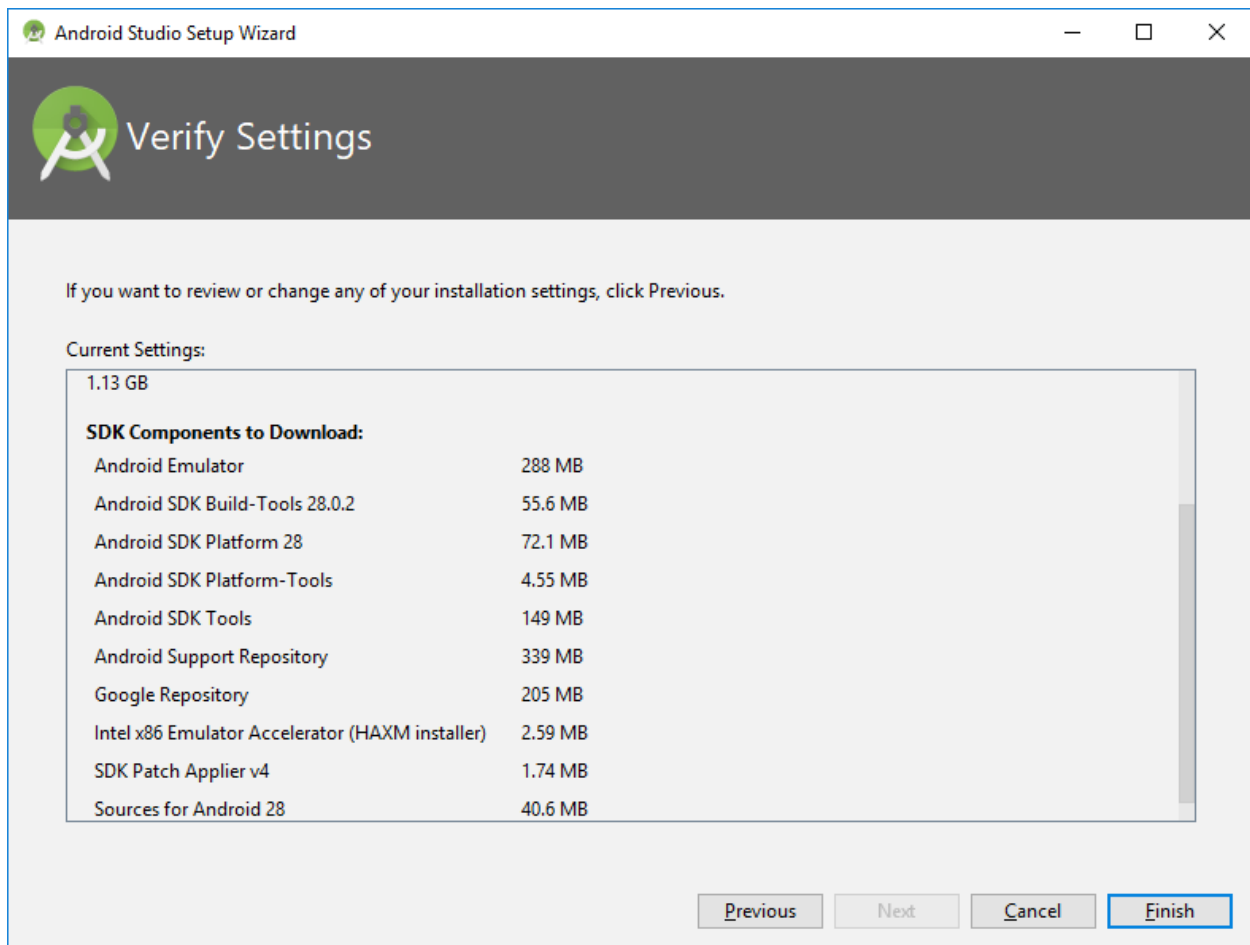 Android Studio Setup Wizard
Verify Settings
If you want to review or change any of your installation settings, click Previous.
Current Settings:
1.13 GB
SDK Components to Download:
Android Emulator 288 MB
Android SDK Build-Tools 28.0.2 55.6 MB
Android SDK Platform 28 72.1 MB
Android SDK Platform-Tools 4.55 MB
Android SDK Tools 149 MB
Android Support Repository 339 MB
Google Repository 205 MB
Intel x86 Emulator Accelerator (HAXM installer) 2.59 MB
SDK Patch Applier v4 1.74 MB
Sources for Android 28 40.6 MB
Previous Next Cancel Finish